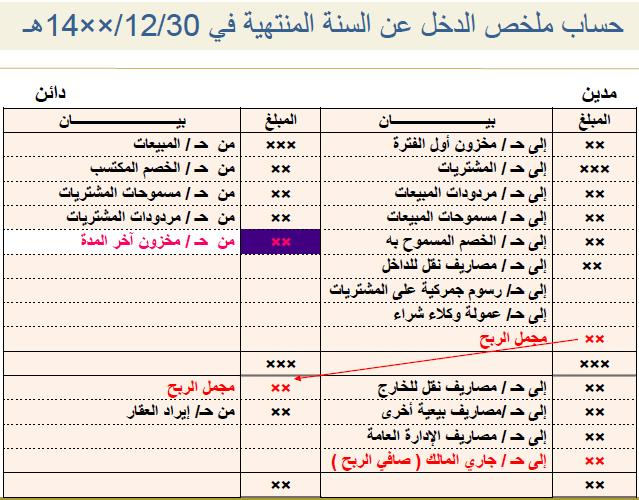 حساب ملخص الدخل عن السنة المنتهية في 12/30/××14هـ
مدين دائن
المبلغ بيـــــــــــــــــان المبلغ بيـــــــــــــــــان
×× إلى حـ / مخزون أول الفترة ××× من حـ / المبيعات
××× إلى حـ / المشتريات ×× من حـ / الخصم المكتسب
×× إلى حـ / مردودات المبيعات ×× من حـ / مسموحات المشتريات
×× إلى حـ / مسموحات المبيعات ×× من حـ / مردودات المشتريات
×× إلى حـ / الخصم المسموح به ×× من حـ / مخزون آخر المدة
×× إلى حـ / مصاريف نقل للداخل
إلى حـ/ رسوم جمركية على المشتريات
إلى حـ/ عمولة وكلاء شراء
×× مجمل الربح
××× ×××
×× إلى حـ / مصاريف نقل للخارج ×× مجمل الربح
×× إلى حـ /مصاريف بيعية أخرى ×× من حـ/ إيراد العقار
×× إلى حـ / مصاريف الإدارة العامة
×× إلى حـ / جاري المالك ( صافي الربح )
×× ××